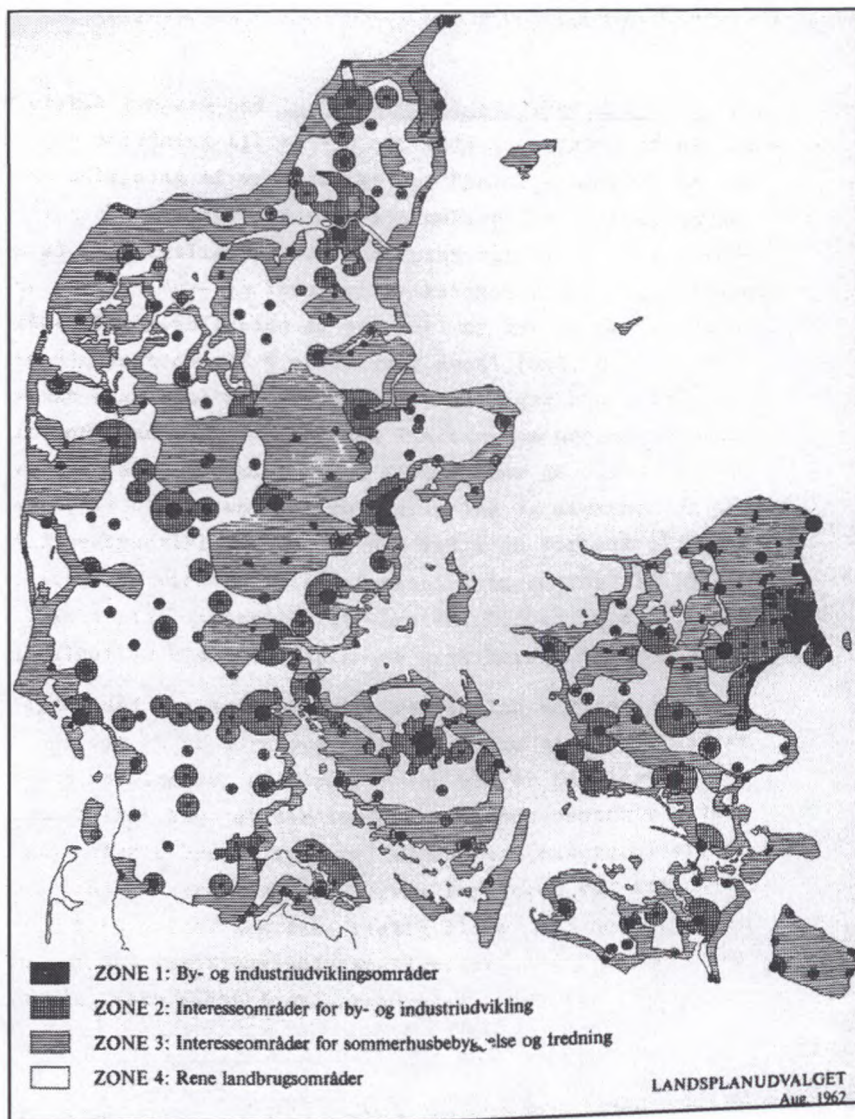 ZONE 1: By- og industriudviklingsområder
ZONE 2: Interesseområder for by- og industriudvikling
ZONE 3: Interesseområder for sommerhusbebyggelse og fredning
ZONE 4: Rene landbrugsområder
LANDSPLANUDVALGET
Aug. 1962